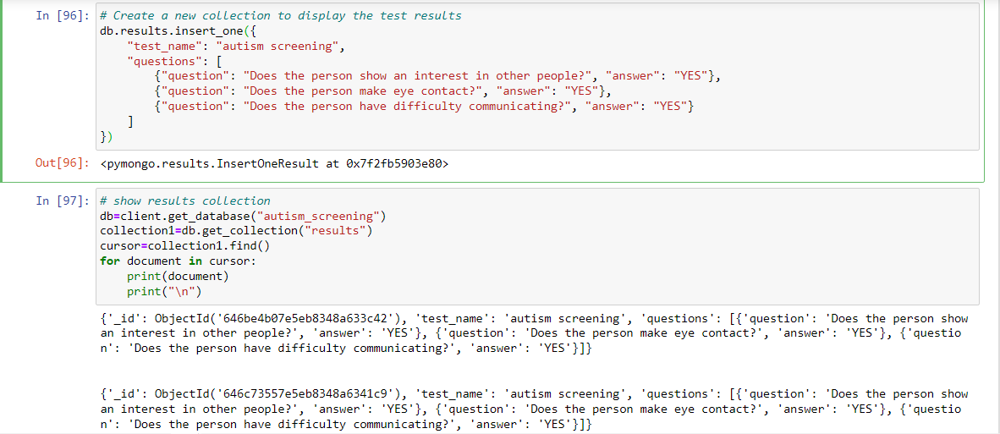 In [96]: # Create a new collection to display the test results
db.results.insert_one({
    "test_name": "autism screening",
    "questions": [
        {"question": "Does the person show an interest in other people?", "answer": "YES"},
        {"question": "Does the person make eye contact?", "answer": "YES"},
        {"question": "Does the person have difficulty communicating?", "answer": "YES"}
    ]
})
Out[96]: <pymongo.results.InsertOneResult at 0x7f2fb5903e80>
In [97]: # show results collection
db=client.get_database("autism_screening")
collection1=db.get_collection("results")
cursor=collection1.find()
for document in cursor:
    print(document)
    print("\n")
{'_id': ObjectId('646be4b07e5eb8348a633c42'), 'test_name': 'autism screening', 'questions': [{'question': 'Does the person show
an interest in other people?', 'answer': 'YES'}, {'question': 'Does the person make eye contact?', 'answer': 'YES'}, {'questio
n': 'Does the person have difficulty communicating?', 'answer': 'YES'}]}
{'_id': ObjectId('646c73557e5eb8348a6341c9'), 'test_name': 'autism screening', 'questions': [{'question': 'Does the person show
an interest in other people?', 'answer': 'YES'}, {'question': 'Does the person make eye contact?', 'answer': 'YES'}, {'questio
n': 'Does the person have difficulty communicating?', 'answer': 'YES'}]}